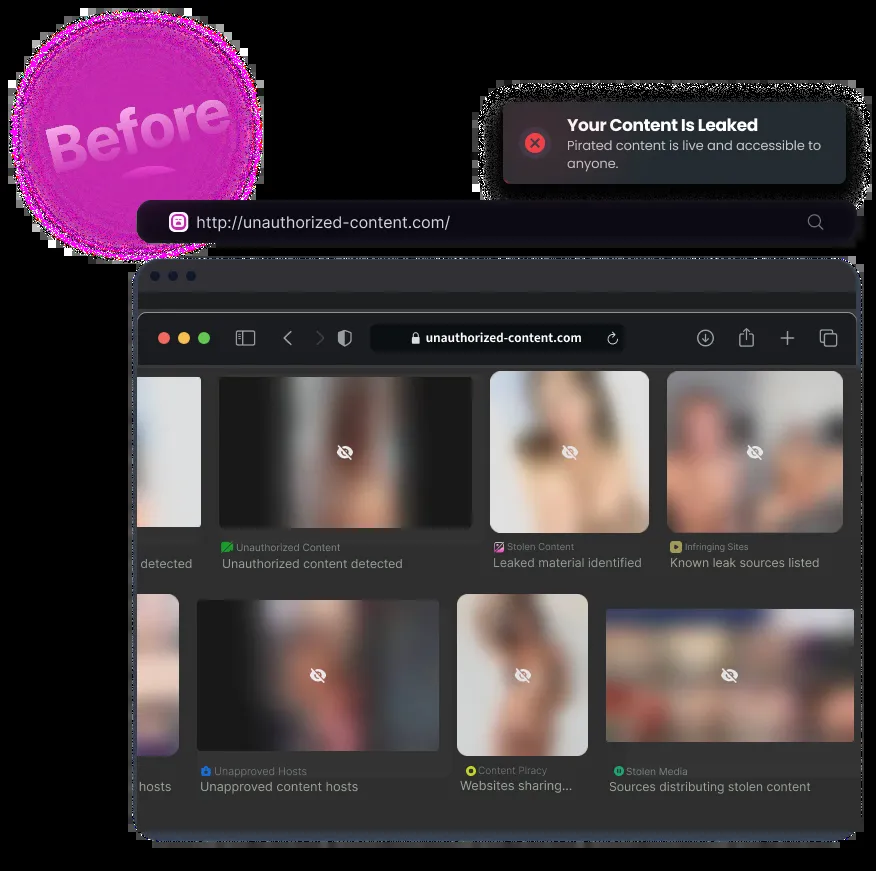 Before
Your Content Is Leaked
Pirated content is live and accessible to
anyone.
http://unauthorized-content.com/
unauthorized-content.com
detected
Unauthorized Content
Unauthorized content detected
Stolen Content
Leaked material identified
Infringing Sites
Known leak sources listed
hosts
Unapproved Hosts
Unapproved content hosts
Content Piracy
Websites sharing...
Stolen Media
Sources distributing stolen content